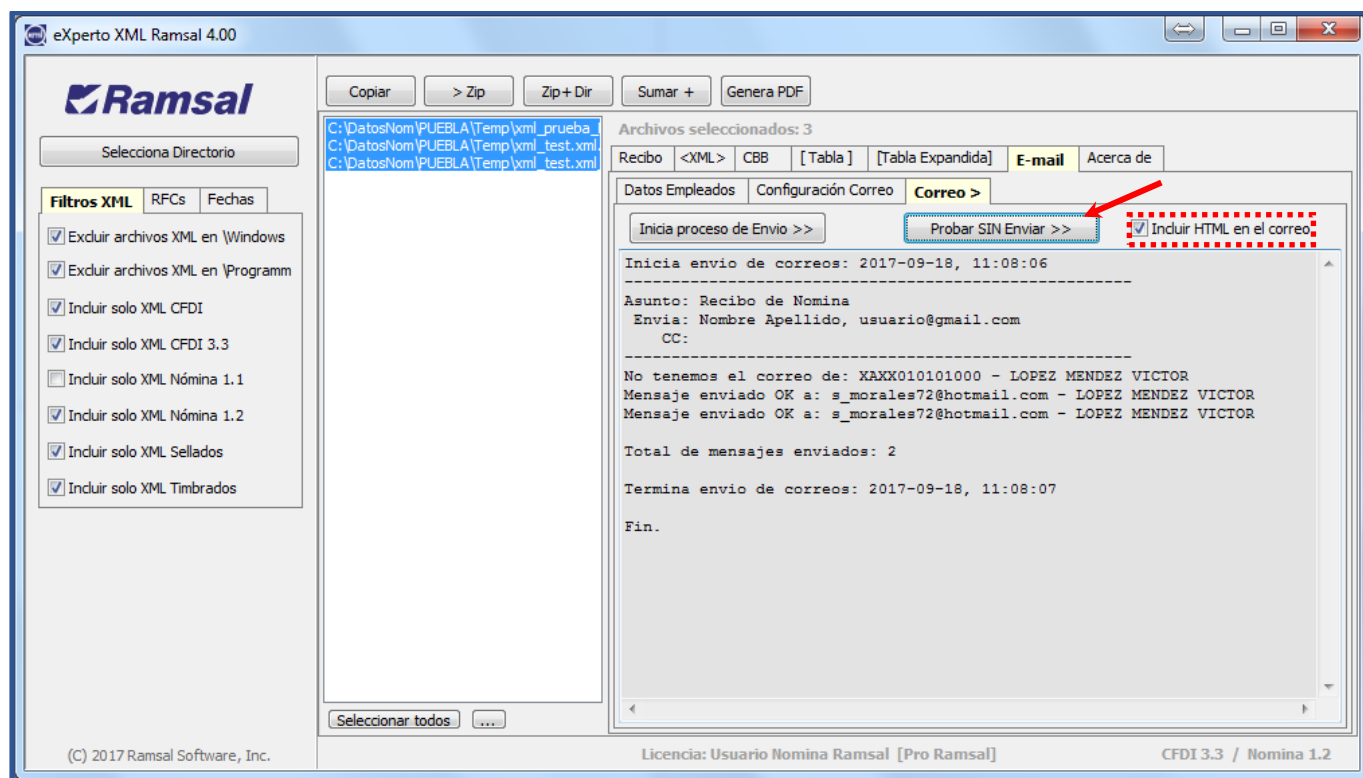 eXperto XML Ramsal 4.00
Ramsal
Selecciona Directorio
Filtros XML RFCs Fechas
Excluir archivos XML en \Windows
Excluir archivos XML en \Programm
Incluir solo XML CFDI
Incluir solo XML CFDI 3.3
Incluir solo XML Nómina 1.1
Incluir solo XML Nómina 1.2
Incluir solo XML Sellados
Incluir solo XML Timbrados
(C) 2017 Ramsal Software, Inc.
Copiar > Zip Zip+Dir Sumar + Genera PDF
C:\DatosNom\PUEBLA\Temp\xml_prueba_
C:\DatosNom\PUEBLA\Temp\xml_test.xml.
C:\DatosNom\PUEBLA\Temp\xml_test.xml
Seleccionar todos ...
Archivos seleccionados: 3
Recibo <XML> CBB [Tabla] [Tabla Expandida] E-mail Acerca de
Datos Empleados Configuración Correo Correo >
Inicia proceso de Envio >> Probar SIN Enviar >> Incluir HTML en el correo
Inicia envio de correos: 2017-09-18, 11:08:06
------------------------------------------------------
Asunto: Recibo de Nomina
Envia: Nombre Apellido, usuario@gmail.com
CC:
------------------------------------------------------
No tenemos el correo de: XAXX010101000 - LOPEZ MENDEZ VICTOR
Mensaje enviado OK a: s_morales72@hotmail.com - LOPEZ MENDEZ VICTOR
Mensaje enviado OK a: s_morales72@hotmail.com - LOPEZ MENDEZ VICTOR
Total de mensajes enviados: 2
Termina envio de correos: 2017-09-18, 11:08:07
Fin.
Licencia: Usuario Nomina Ramsal [Pro Ramsal] CFDI 3.3 / Nomina 1.2